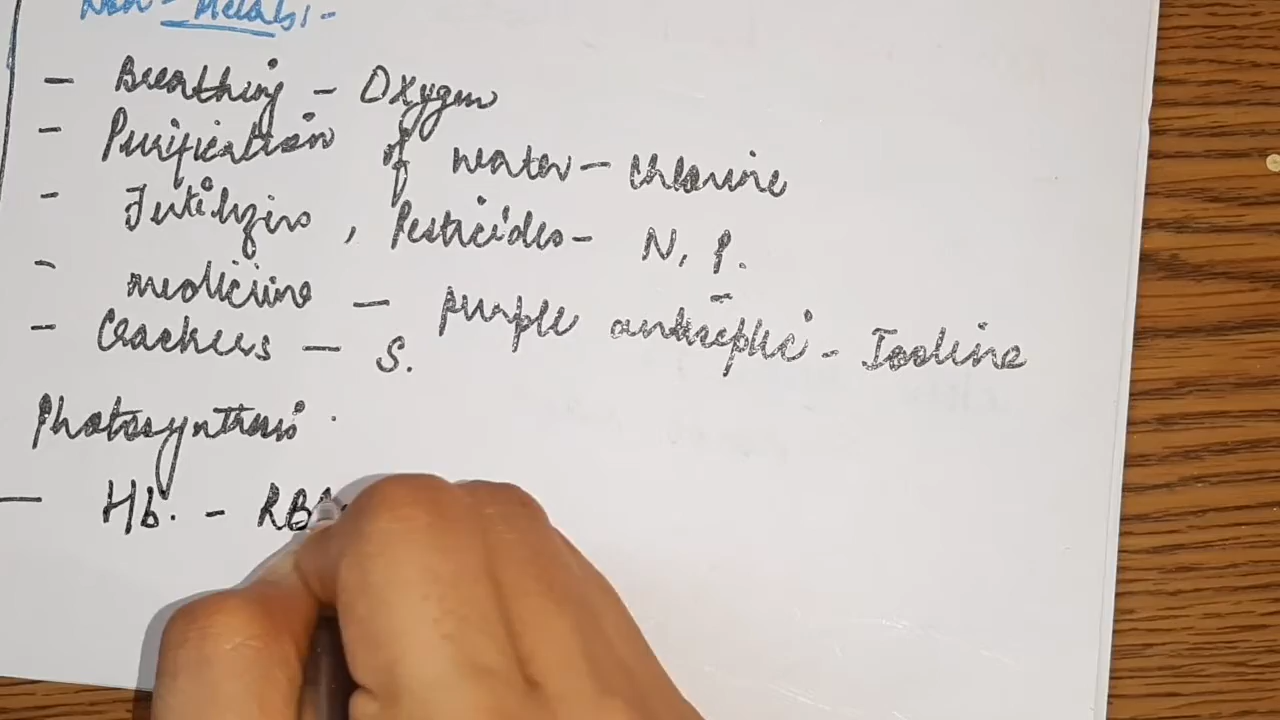 Non-Metals:-
- Breathing - Oxygen
- Purification of water - Chlorine
- Fertilizers, Pesticides - N, P.
- medicine - purple antiseptic - Iodine
- Crackers - S.
Photosynthesis.
- Hb. - RB